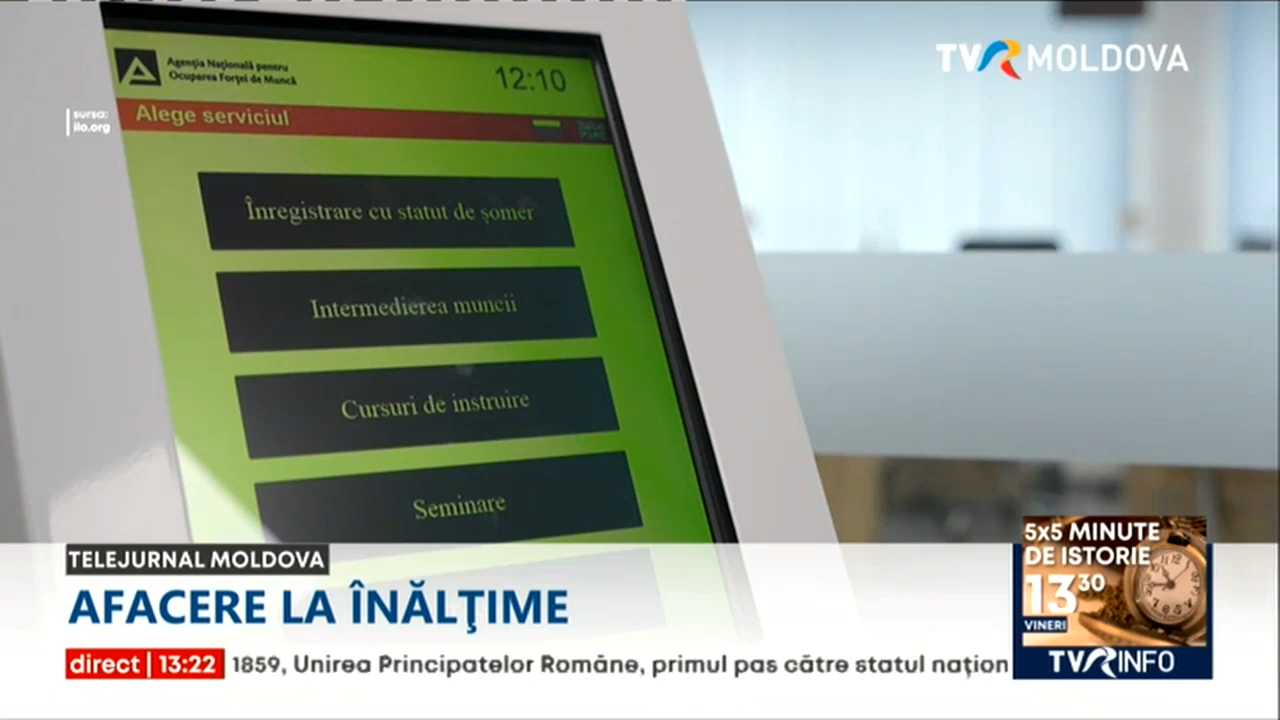 TVR MOLDOVA
Agenția Națională pentru
Ocuparea Forței de Muncă
12:10
sursa:
ilo.org
Alege serviciul
Înregistrare cu statut de șomer
Intermedierea muncii
Cursuri de instruire
Seminare
TELEJURNAL MOLDOVA
AFACERE LA ÎNĂLŢIME
direct | 13:22
1859, Unirea Principatelor Române, primul pas către statul națion
5x5 MINUTE
DE ISTORIE
13 30
VINERI
TVR INFO